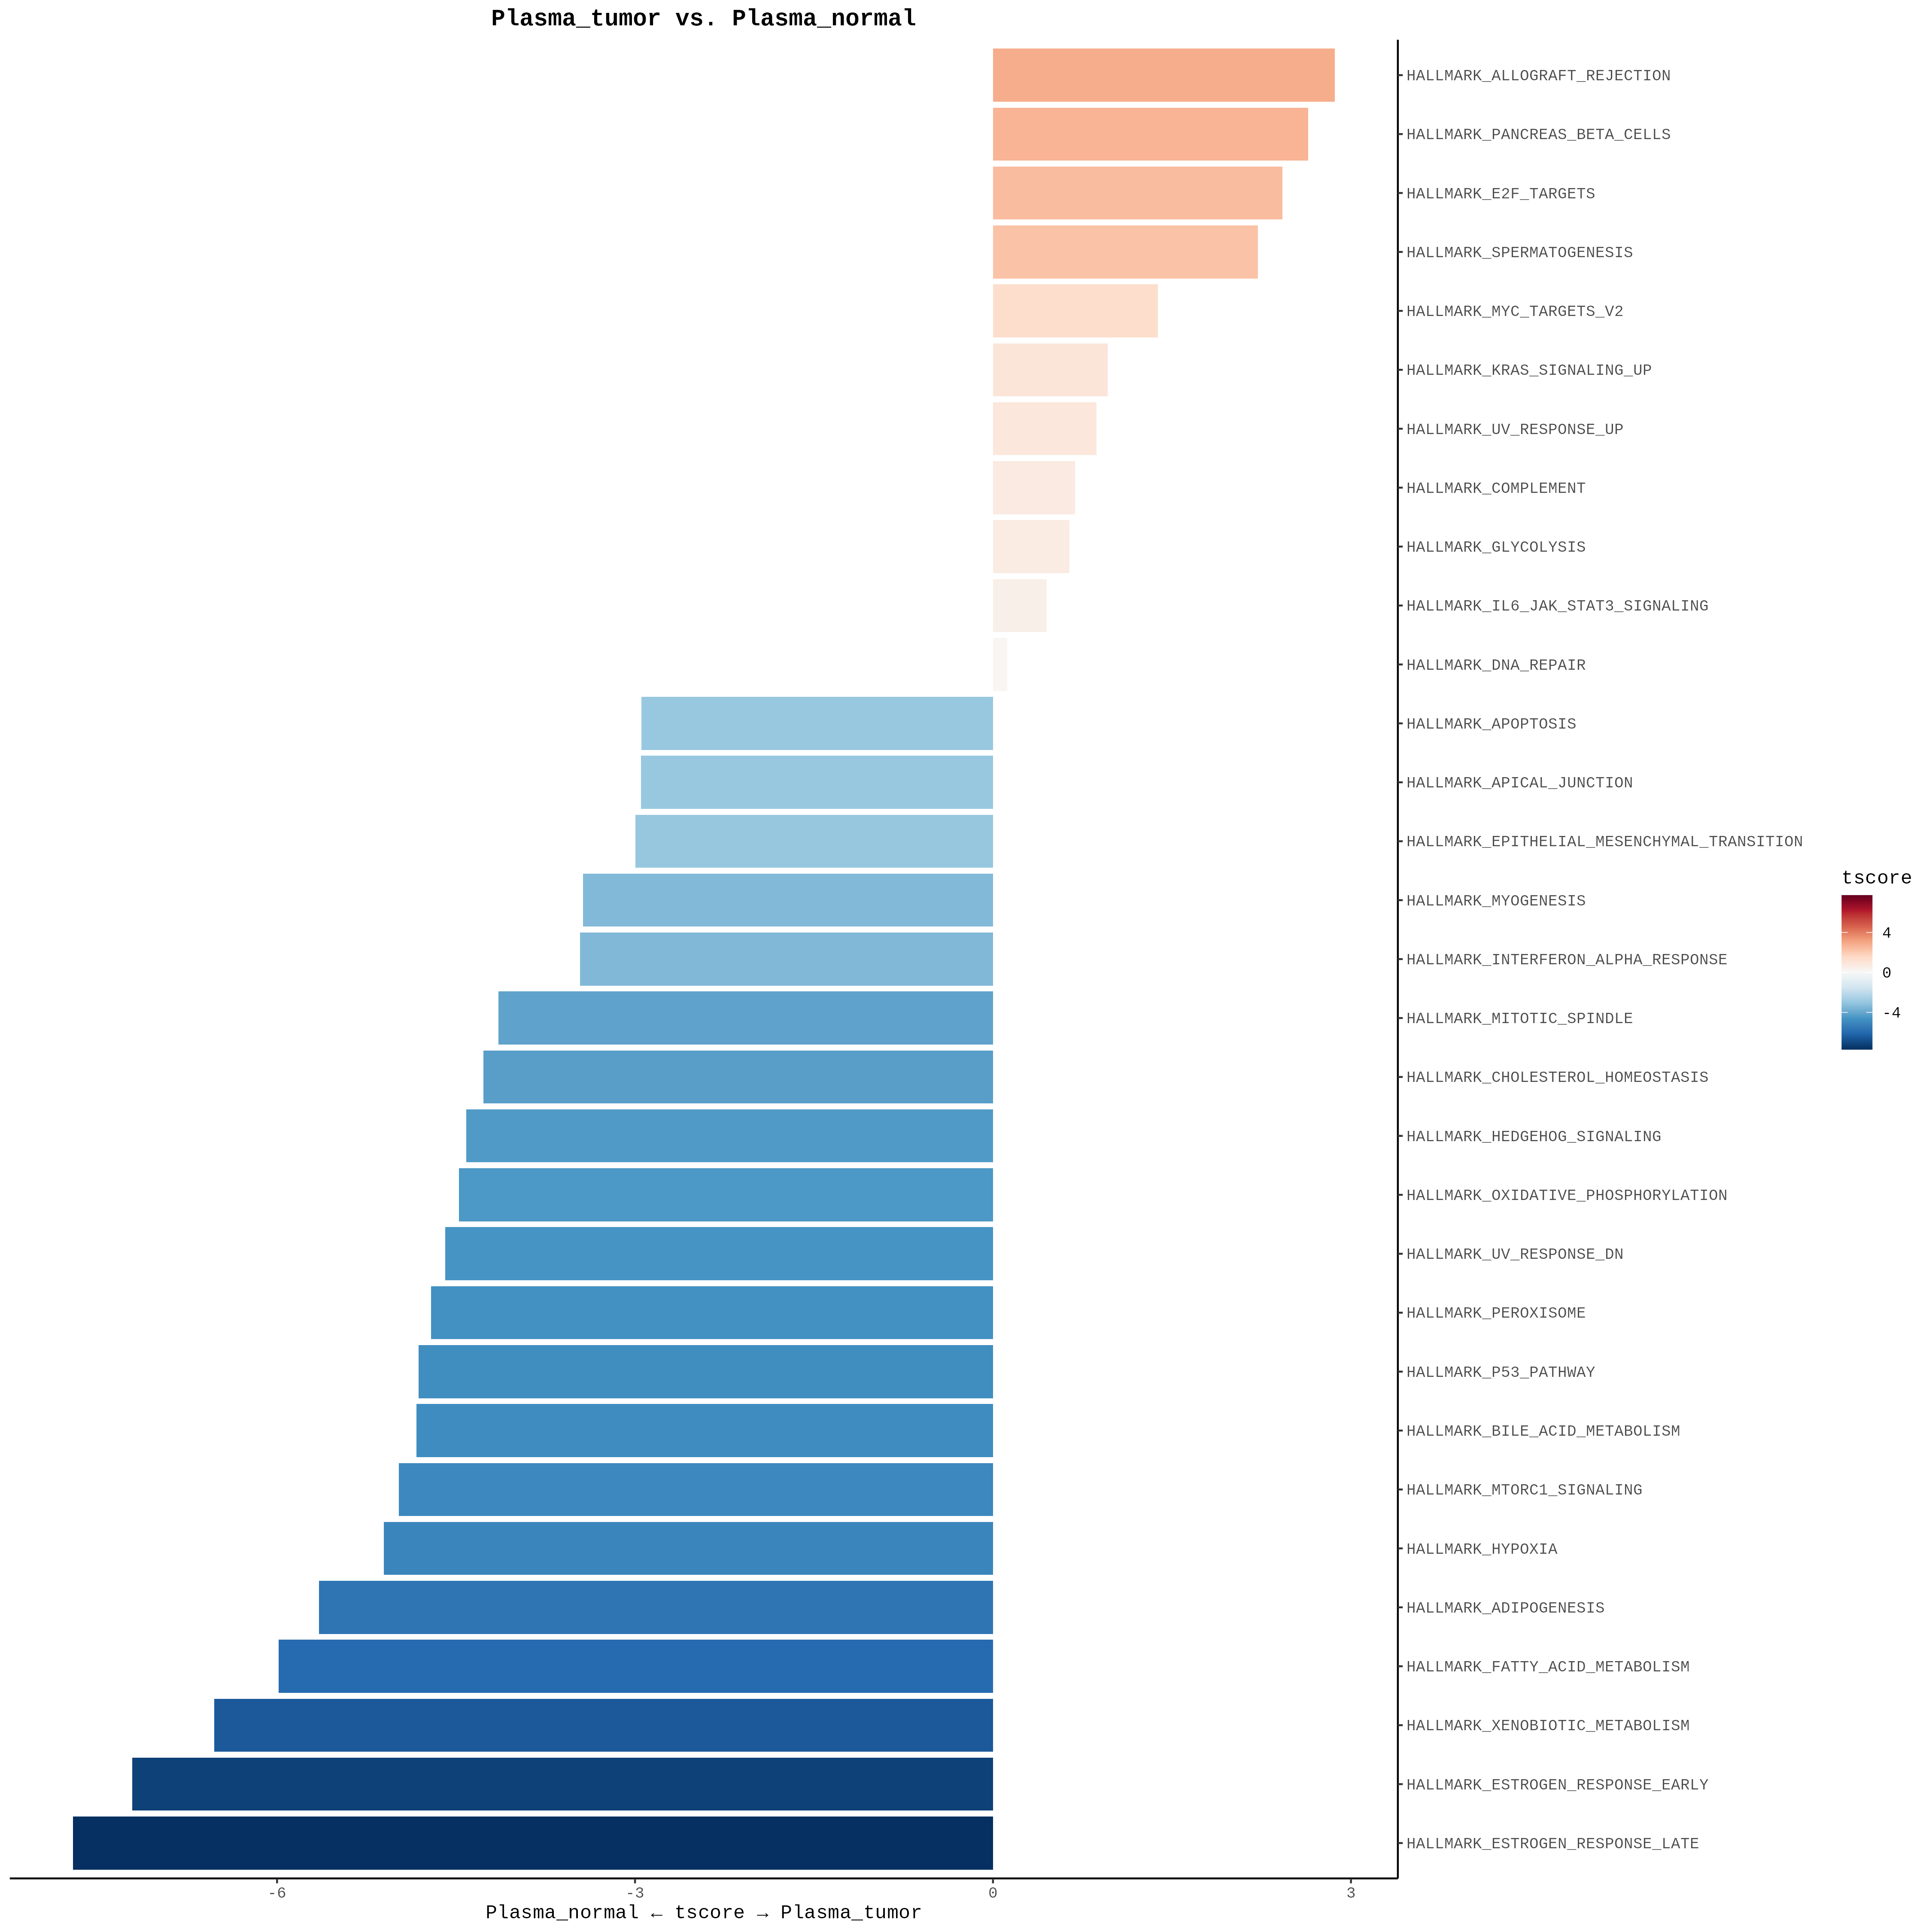 Plasma_tumor vs. Plasma_normal
HALLMARK_ALLOGRAFT_REJECTION
HALLMARK_PANCREAS_BETA_CELLS
HALLMARK_E2F_TARGETS
HALLMARK_SPERMATOGENESIS
HALLMARK_MYC_TARGETS_V2
HALLMARK_KRAS_SIGNALING_UP
HALLMARK_UV_RESPONSE_UP
HALLMARK_COMPLEMENT
HALLMARK_GLYCOLYSIS
HALLMARK_IL6_JAK_STAT3_SIGNALING
HALLMARK_DNA_REPAIR
HALLMARK_APOPTOSIS
HALLMARK_APICAL_JUNCTION
HALLMARK_EPITHELIAL_MESENCHYMAL_TRANSITION
HALLMARK_MYOGENESIS
HALLMARK_INTERFERON_ALPHA_RESPONSE
HALLMARK_MITOTIC_SPINDLE
HALLMARK_CHOLESTEROL_HOMEOSTASIS
HALLMARK_HEDGEHOG_SIGNALING
HALLMARK_OXIDATIVE_PHOSPHORYLATION
HALLMARK_UV_RESPONSE_DN
HALLMARK_PEROXISOME
HALLMARK_P53_PATHWAY
HALLMARK_BILE_ACID_METABOLISM
HALLMARK_MTORC1_SIGNALING
HALLMARK_HYPOXIA
HALLMARK_ADIPOGENESIS
HALLMARK_FATTY_ACID_METABOLISM
HALLMARK_XENOBIOTIC_METABOLISM
HALLMARK_ESTROGEN_RESPONSE_EARLY
HALLMARK_ESTROGEN_RESPONSE_LATE
-6 -3 0 3
Plasma_normal ← tscore → Plasma_tumor
tscore
4
0
-4